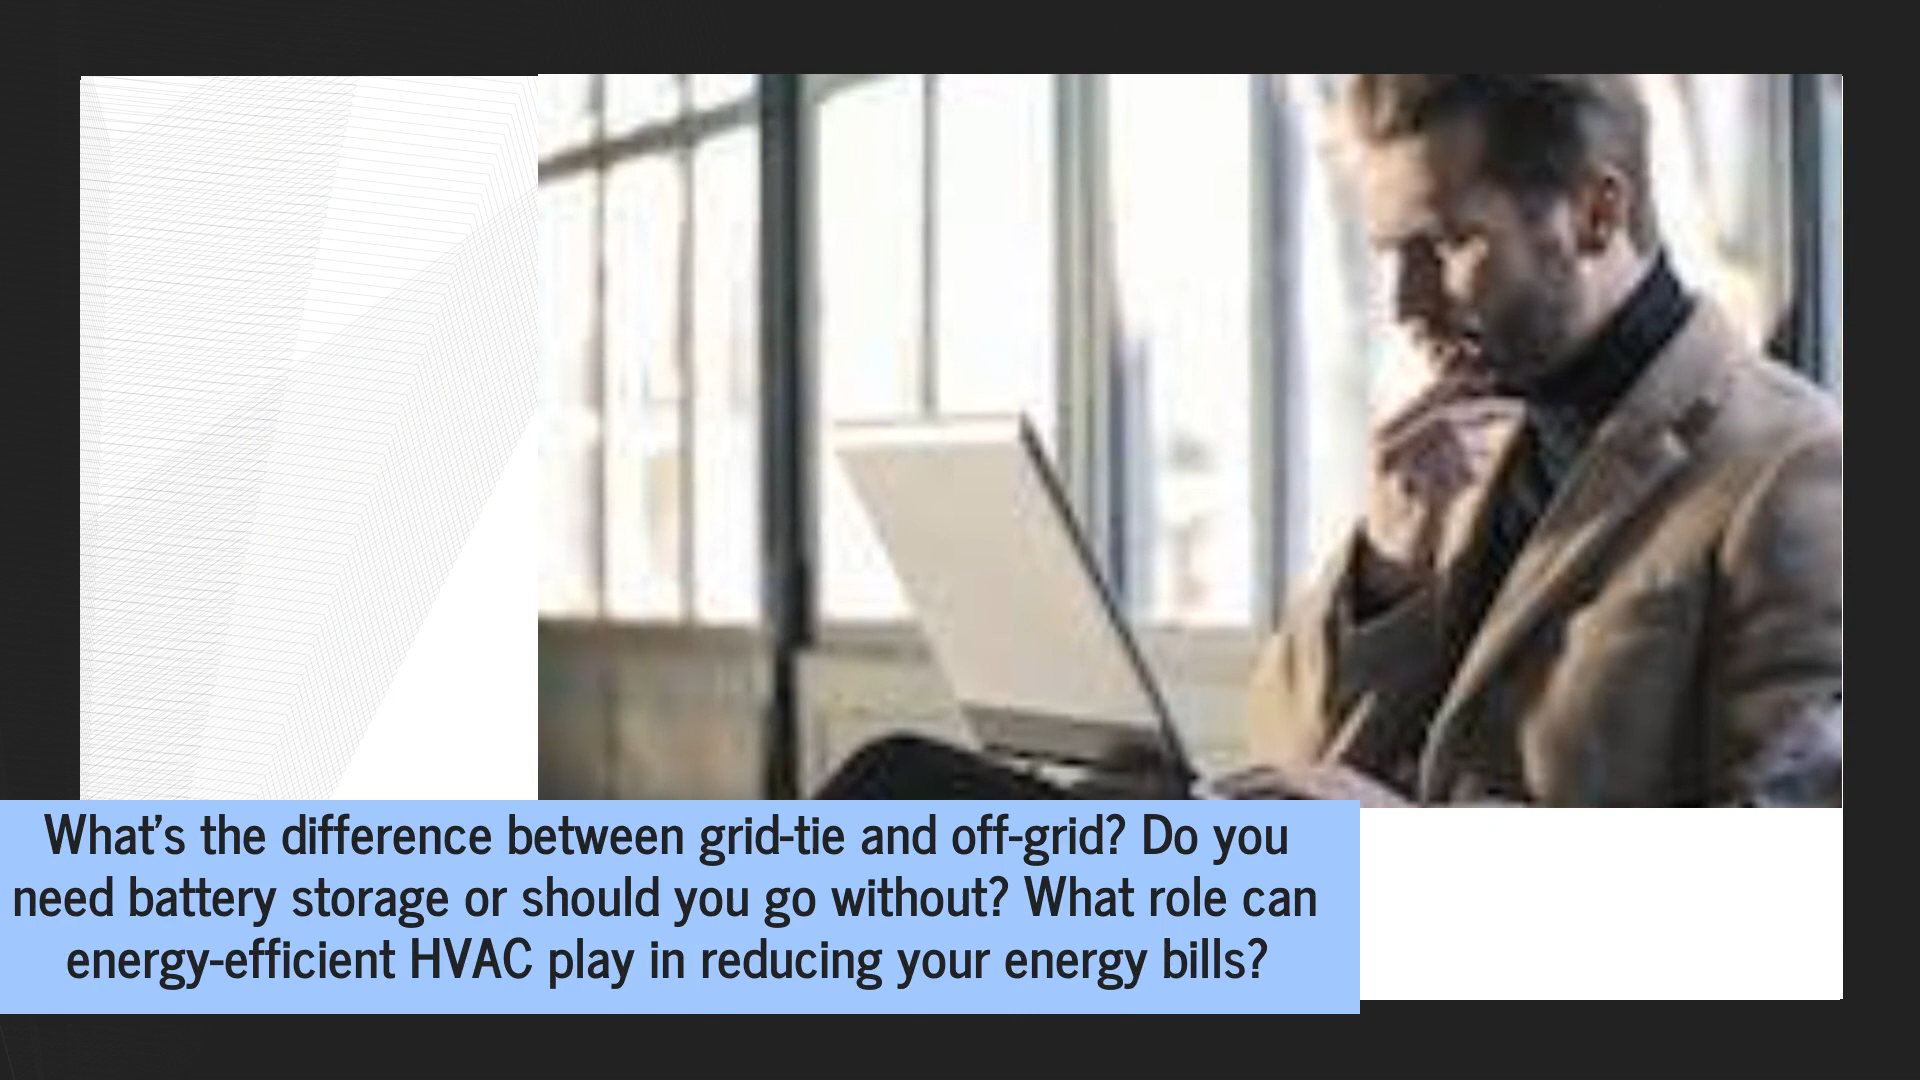 What's the difference between grid-tie and off-grid? Do you
need battery storage or should you go without? What role can
energy-efficient HVAC play in reducing your energy bills?